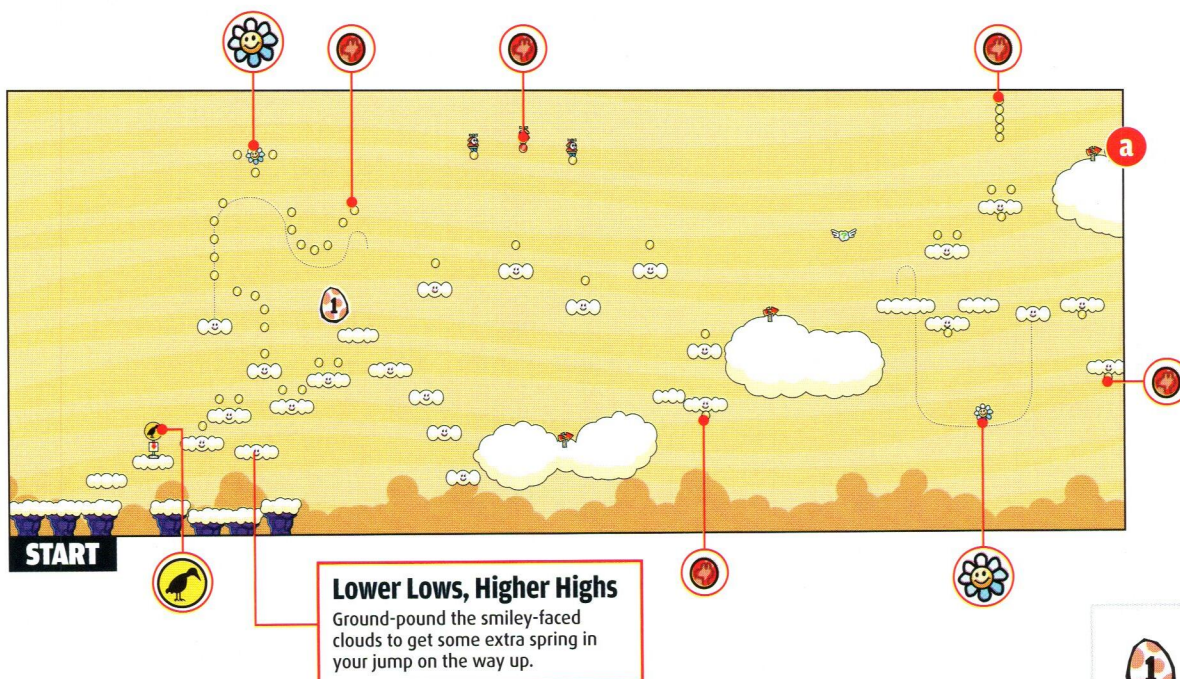 a
1
START
Lower Lows, Higher Highs
Ground-pound the smiley-faced
clouds to get some extra spring in
your jump on the way up.
1